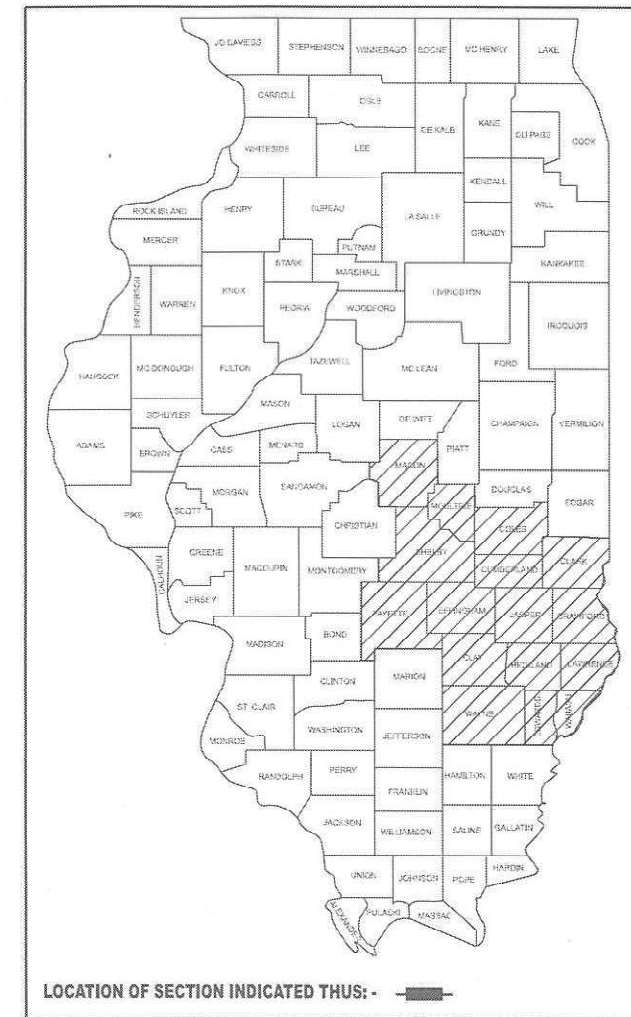 JO DAVIESS STEPHENSON WINNEBAGO BOONE MC HENRY LAKE
CARROLL OGLE DE KALB KANE DU PAGE COOK
WHITESIDE LEE KENDALL WILL
ROCK ISLAND HENRY BUREAU LA SALLE GRUNDY
MERCER PUTNAM KANKAKEE
HENDERSON WARREN KNOX STARK MARSHALL LIVINGSTON
PEORIA WOODFORD IROQUOIS
HANCOCK MC DONOUGH FULTON TAZEWELL MC LEAN FORD
SCHUYLER MASON
ADAMS BROWN CASS MENARD LOGAN DE WITT PIATT CHAMPAIGN VERMILION
PIKE SCOTT MORGAN SANGAMON MACON MOULTRIE DOUGLAS EDGAR
CHRISTIAN COLES
CALHOUN GREENE MACOUPIN MONTGOMERY SHELBY CUMBERLAND CLARK
JERSEY FAYETTE EFFINGHAM JASPER CRAWFORD
MADISON BOND CLAY RICHLAND LAWRENCE
CLINTON MARION
ST. CLAIR WASHINGTON JEFFERSON WAYNE EDWARDS WABASH
MONROE
RANDOLPH PERRY FRANKLIN HAMILTON WHITE
JACKSON WILLIAMSON SALINE GALLATIN
UNION JOHNSON POPE HARDIN
ALEXANDER PULASKI MASSAC
LOCATION OF SECTION INDICATED THUS: -